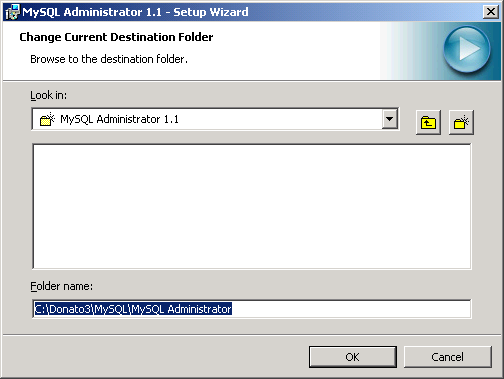 MySQL Administrator 1.1 - Setup Wizard
Change Current Destination Folder
Browse to the destination folder.
Look in:
MySQL Administrator 1.1
Folder name:
C:\Donato3\MySQL\MySQL Administrator
OK
Cancel